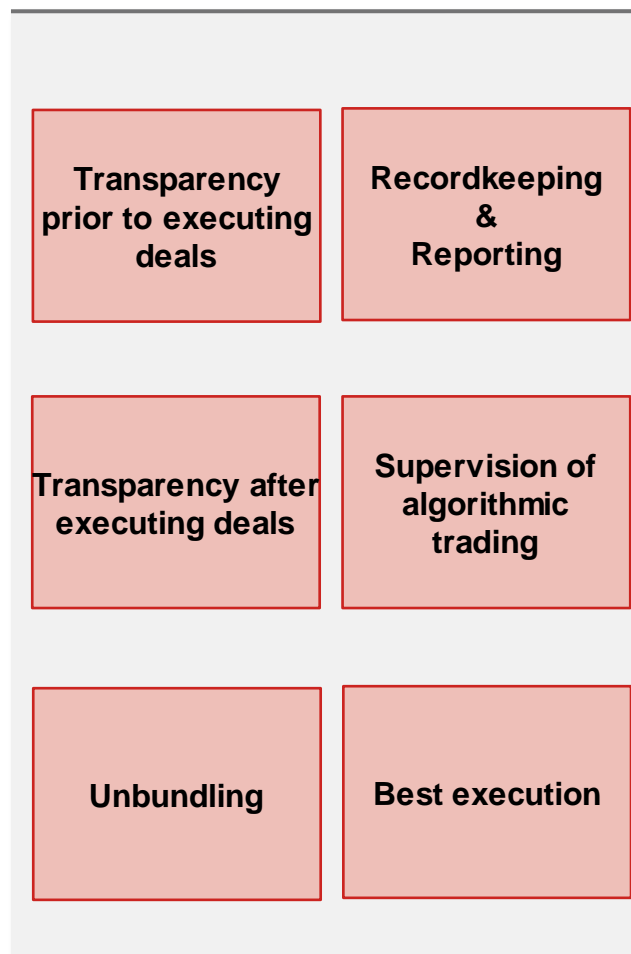 Transparency
prior to executing
deals
Recordkeeping
&
Reporting
Transparency after
executing deals
Supervision of
algorithmic
trading
Unbundling
Best execution